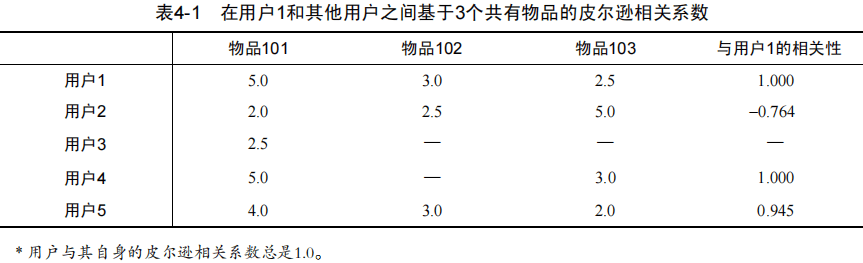 表4-1 在用户1和其他用户之间基于3个共有物品的皮尔逊相关系数
物品101 物品102 物品103 与用户1的相关性
用户1 5.0 3.0 2.5 1.000
用户2 2.0 2.5 5.0 −0.764
用户3 2.5 — — —
用户4 5.0 — 3.0 1.000
用户5 4.0 3.0 2.0 0.945
* 用户与其自身的皮尔逊相关系数总是1.0。